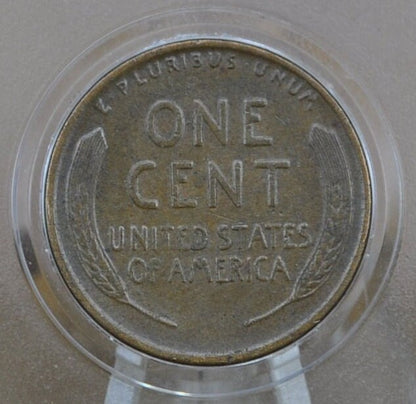 E·PLURIBUS·UNUM
ONE
CENT
UNITED STATES
OF AMERICA